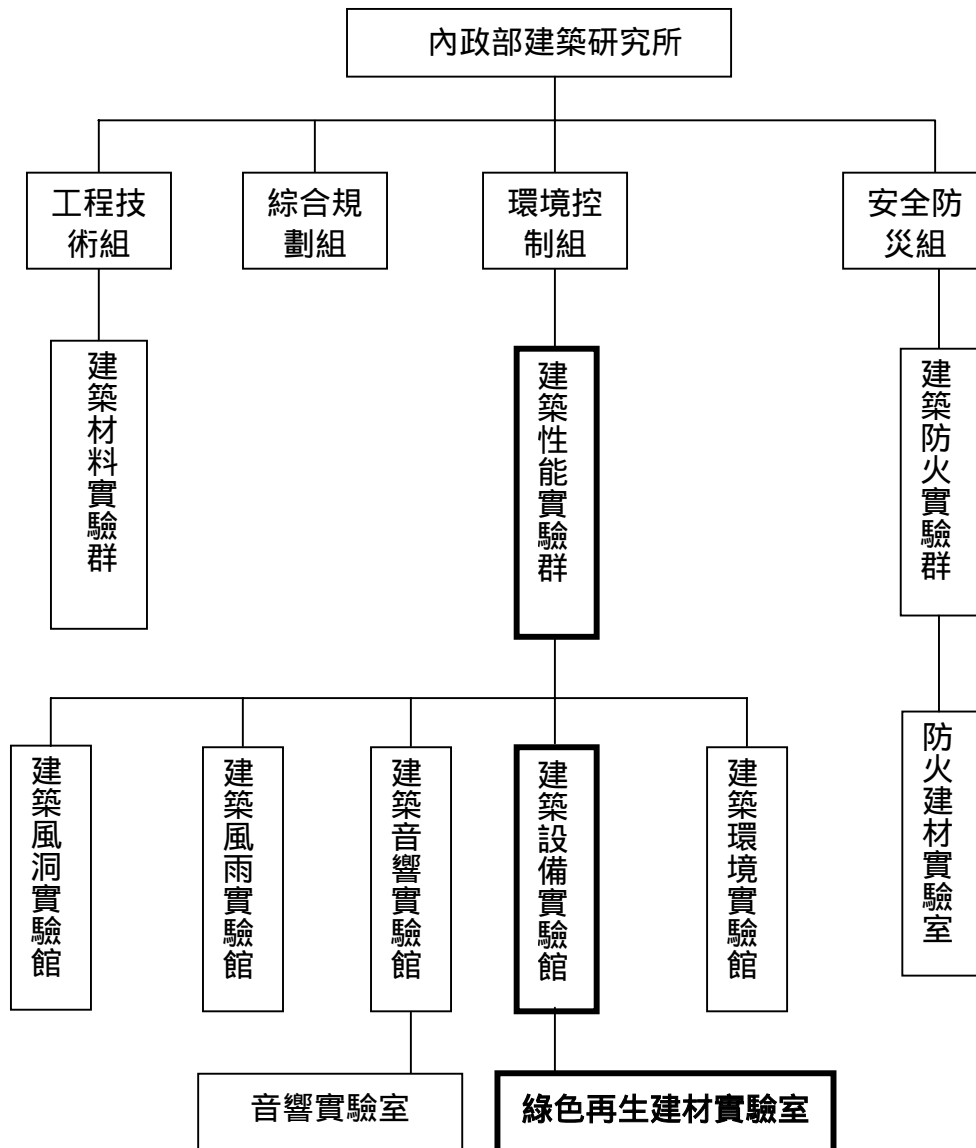 內政部建築研究所
工程技
術組
綜合規
劃組
環境控
制組
安全防
災組
建築材料實驗群
建築性能實驗群
建築防火實驗群
建築風洞實驗館
建築風雨實驗館
建築音響實驗館
建築設備實驗館
建築環境實驗館
防火建材實驗室
音響實驗室
綠色再生建材實驗室